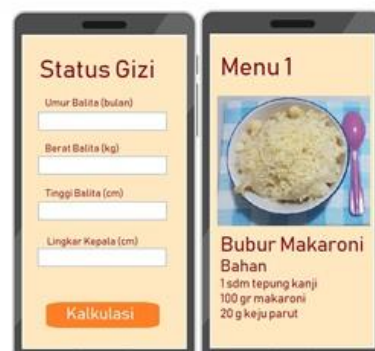 Status Gizi
Umur Balita (bulan)
Berat Balita (kg)
Tinggi Balita (cm)
Lingkar Kepala (cm)
Kalkulasi
Menu 1
Bubur Makaroni
Bahan
1 sdm tepung kanji
100 gr makaroni
20 g keju parut